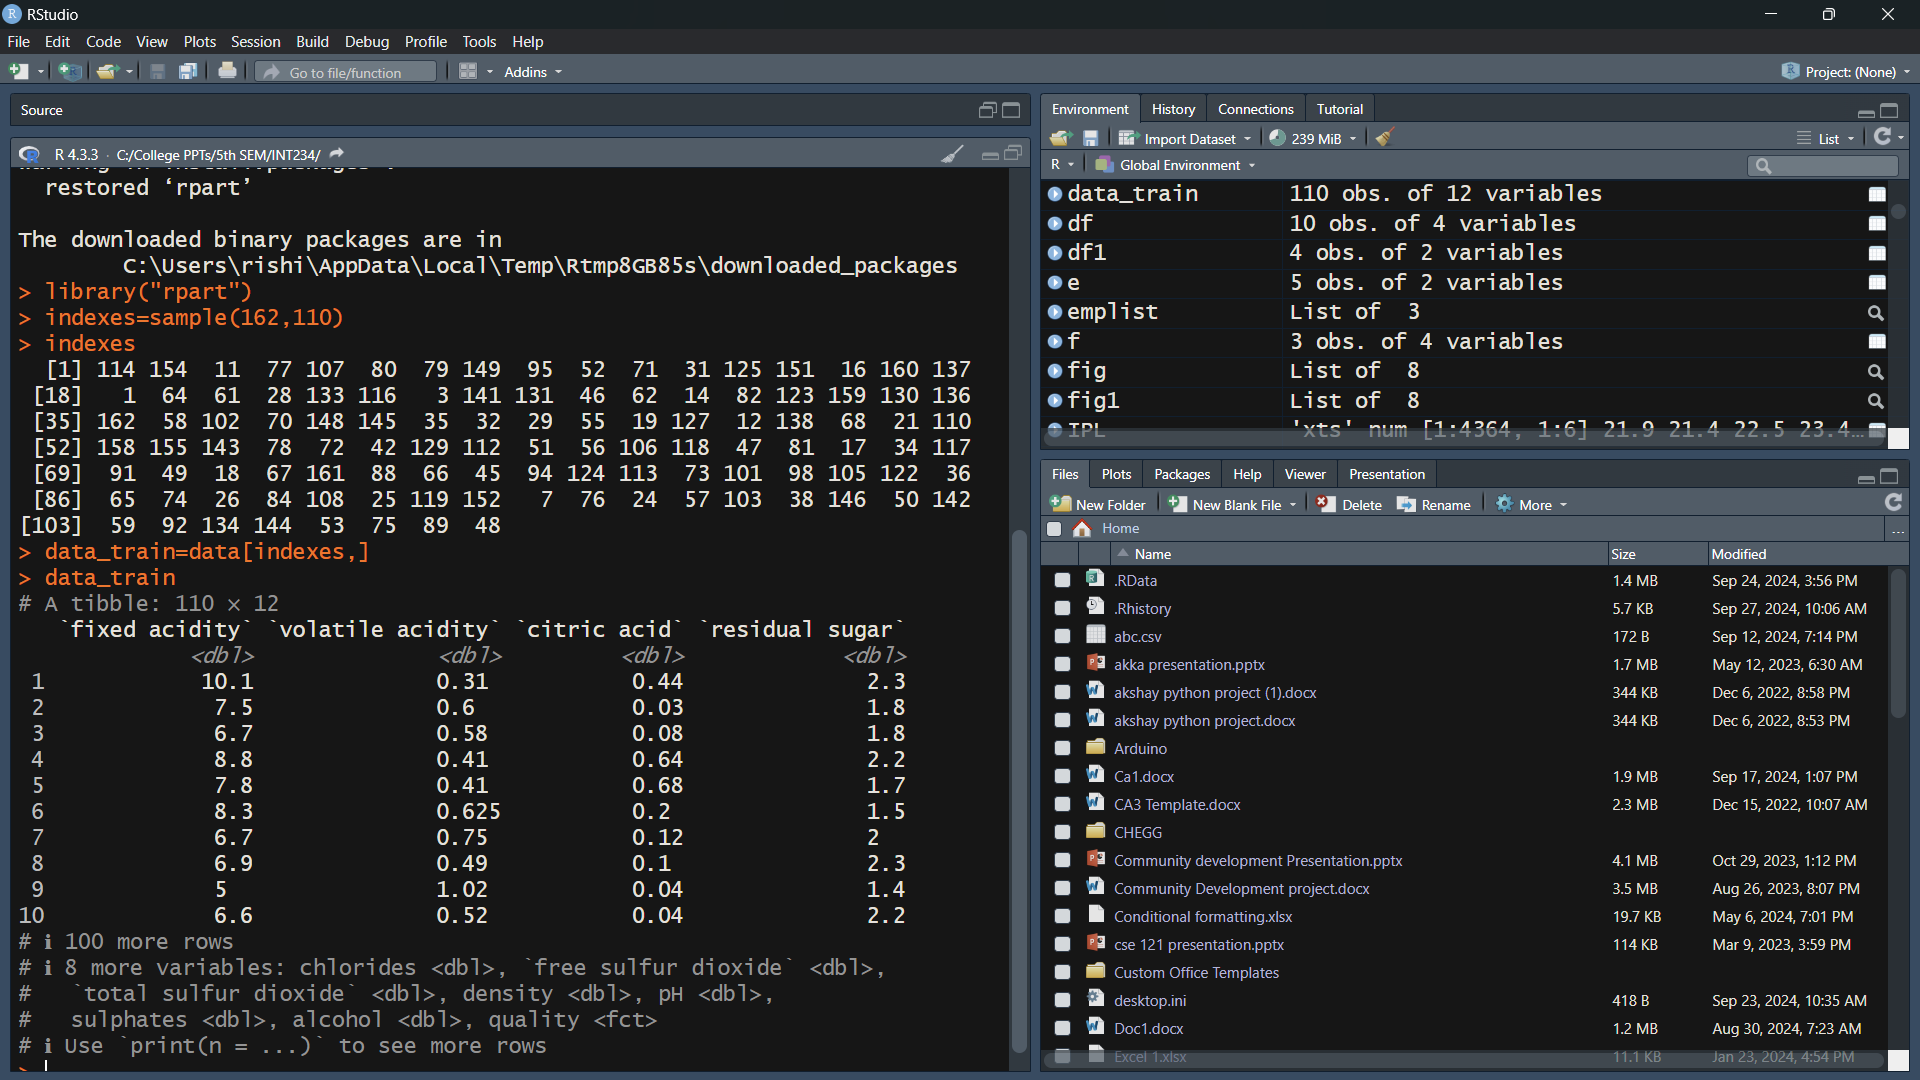 RStudio
File Edit Code View Plots Session Build Debug Profile Tools Help
Go to file/function Addins Project: (None)
Source
R 4.3.3 · C:/College PPTs/5th SEM/INT234/
restored ‘rpart’
The downloaded binary packages are in
C:\Users\rishi\AppData\Local\Temp\Rtmp8GB85s\downloaded_packages
> library("rpart")
> indexes=sample(162,110)
> indexes
[1] 114 154 11 77 107 80 79 149 95 52 71 31 125 151 16 160 137
[18] 1 64 61 28 133 116 3 141 131 46 62 14 82 123 159 130 136
[35] 162 58 102 70 148 145 35 32 29 55 19 127 12 138 68 21 110
[52] 158 155 143 78 72 42 129 112 51 56 106 118 47 81 17 34 117
[69] 91 49 18 67 161 88 66 45 94 124 113 73 101 98 105 122 36
[86] 65 74 26 84 108 25 119 152 7 76 24 57 103 38 146 50 142
[103] 59 92 134 144 53 75 89 48
> data_train=data[indexes,]
> data_train
# A tibble: 110 × 12
`fixed acidity` `volatile acidity` `citric acid` `residual sugar`
<dbl> <dbl> <dbl> <dbl>
1 10.1 0.31 0.44 2.3
2 7.5 0.6 0.03 1.8
3 6.7 0.58 0.08 1.8
4 8.8 0.41 0.64 2.2
5 7.8 0.41 0.68 1.7
6 8.3 0.625 0.2 1.5
7 6.7 0.75 0.12 2
8 6.9 0.49 0.1 2.3
9 5 1.02 0.04 1.4
10 6.6 0.52 0.04 2.2
# ℹ 100 more rows
# ℹ 8 more variables: chlorides <dbl>, `free sulfur dioxide` <dbl>,
# `total sulfur dioxide` <dbl>, density <dbl>, pH <dbl>,
# sulphates <dbl>, alcohol <dbl>, quality <fct>
# ℹ Use `print(n = ...)` to see more rows
>
Environment History Connections Tutorial
Import Dataset 239 MiB List
R Global Environment
data_train 110 obs. of 12 variables
df 10 obs. of 4 variables
df1 4 obs. of 2 variables
e 5 obs. of 2 variables
emplist List of 3
f 3 obs. of 4 variables
fig List of 8
fig1 List of 8
IPL 'xts' num [1:4364, 1:6] 21.9 21.4 22.5 23.4...
Files Plots Packages Help Viewer Presentation
New Folder New Blank File Delete Rename More
Home ...
Name Size Modified
.RData 1.4 MB Sep 24, 2024, 3:56 PM
.Rhistory 5.7 KB Sep 27, 2024, 10:06 AM
abc.csv 172 B Sep 12, 2024, 7:14 PM
akka presentation.pptx 1.7 MB May 12, 2023, 6:30 AM
akshay python project (1).docx 344 KB Dec 6, 2022, 8:58 PM
akshay python project.docx 344 KB Dec 6, 2022, 8:53 PM
Arduino
Ca1.docx 1.9 MB Sep 17, 2024, 1:07 PM
CA3 Template.docx 2.3 MB Dec 15, 2022, 10:07 AM
CHEGG
Community development Presentation.pptx 4.1 MB Oct 29, 2023, 1:12 PM
Community Development project.docx 3.5 MB Aug 26, 2023, 8:07 PM
Conditional formatting.xlsx 19.7 KB May 6, 2024, 7:01 PM
cse 121 presentation.pptx 114 KB Mar 9, 2023, 3:59 PM
Custom Office Templates
desktop.ini 418 B Sep 23, 2024, 10:35 AM
Doc1.docx 1.2 MB Aug 30, 2024, 7:23 AM
Excel 1.xlsx 11.1 KB Jan 23, 2024, 4:54 PM